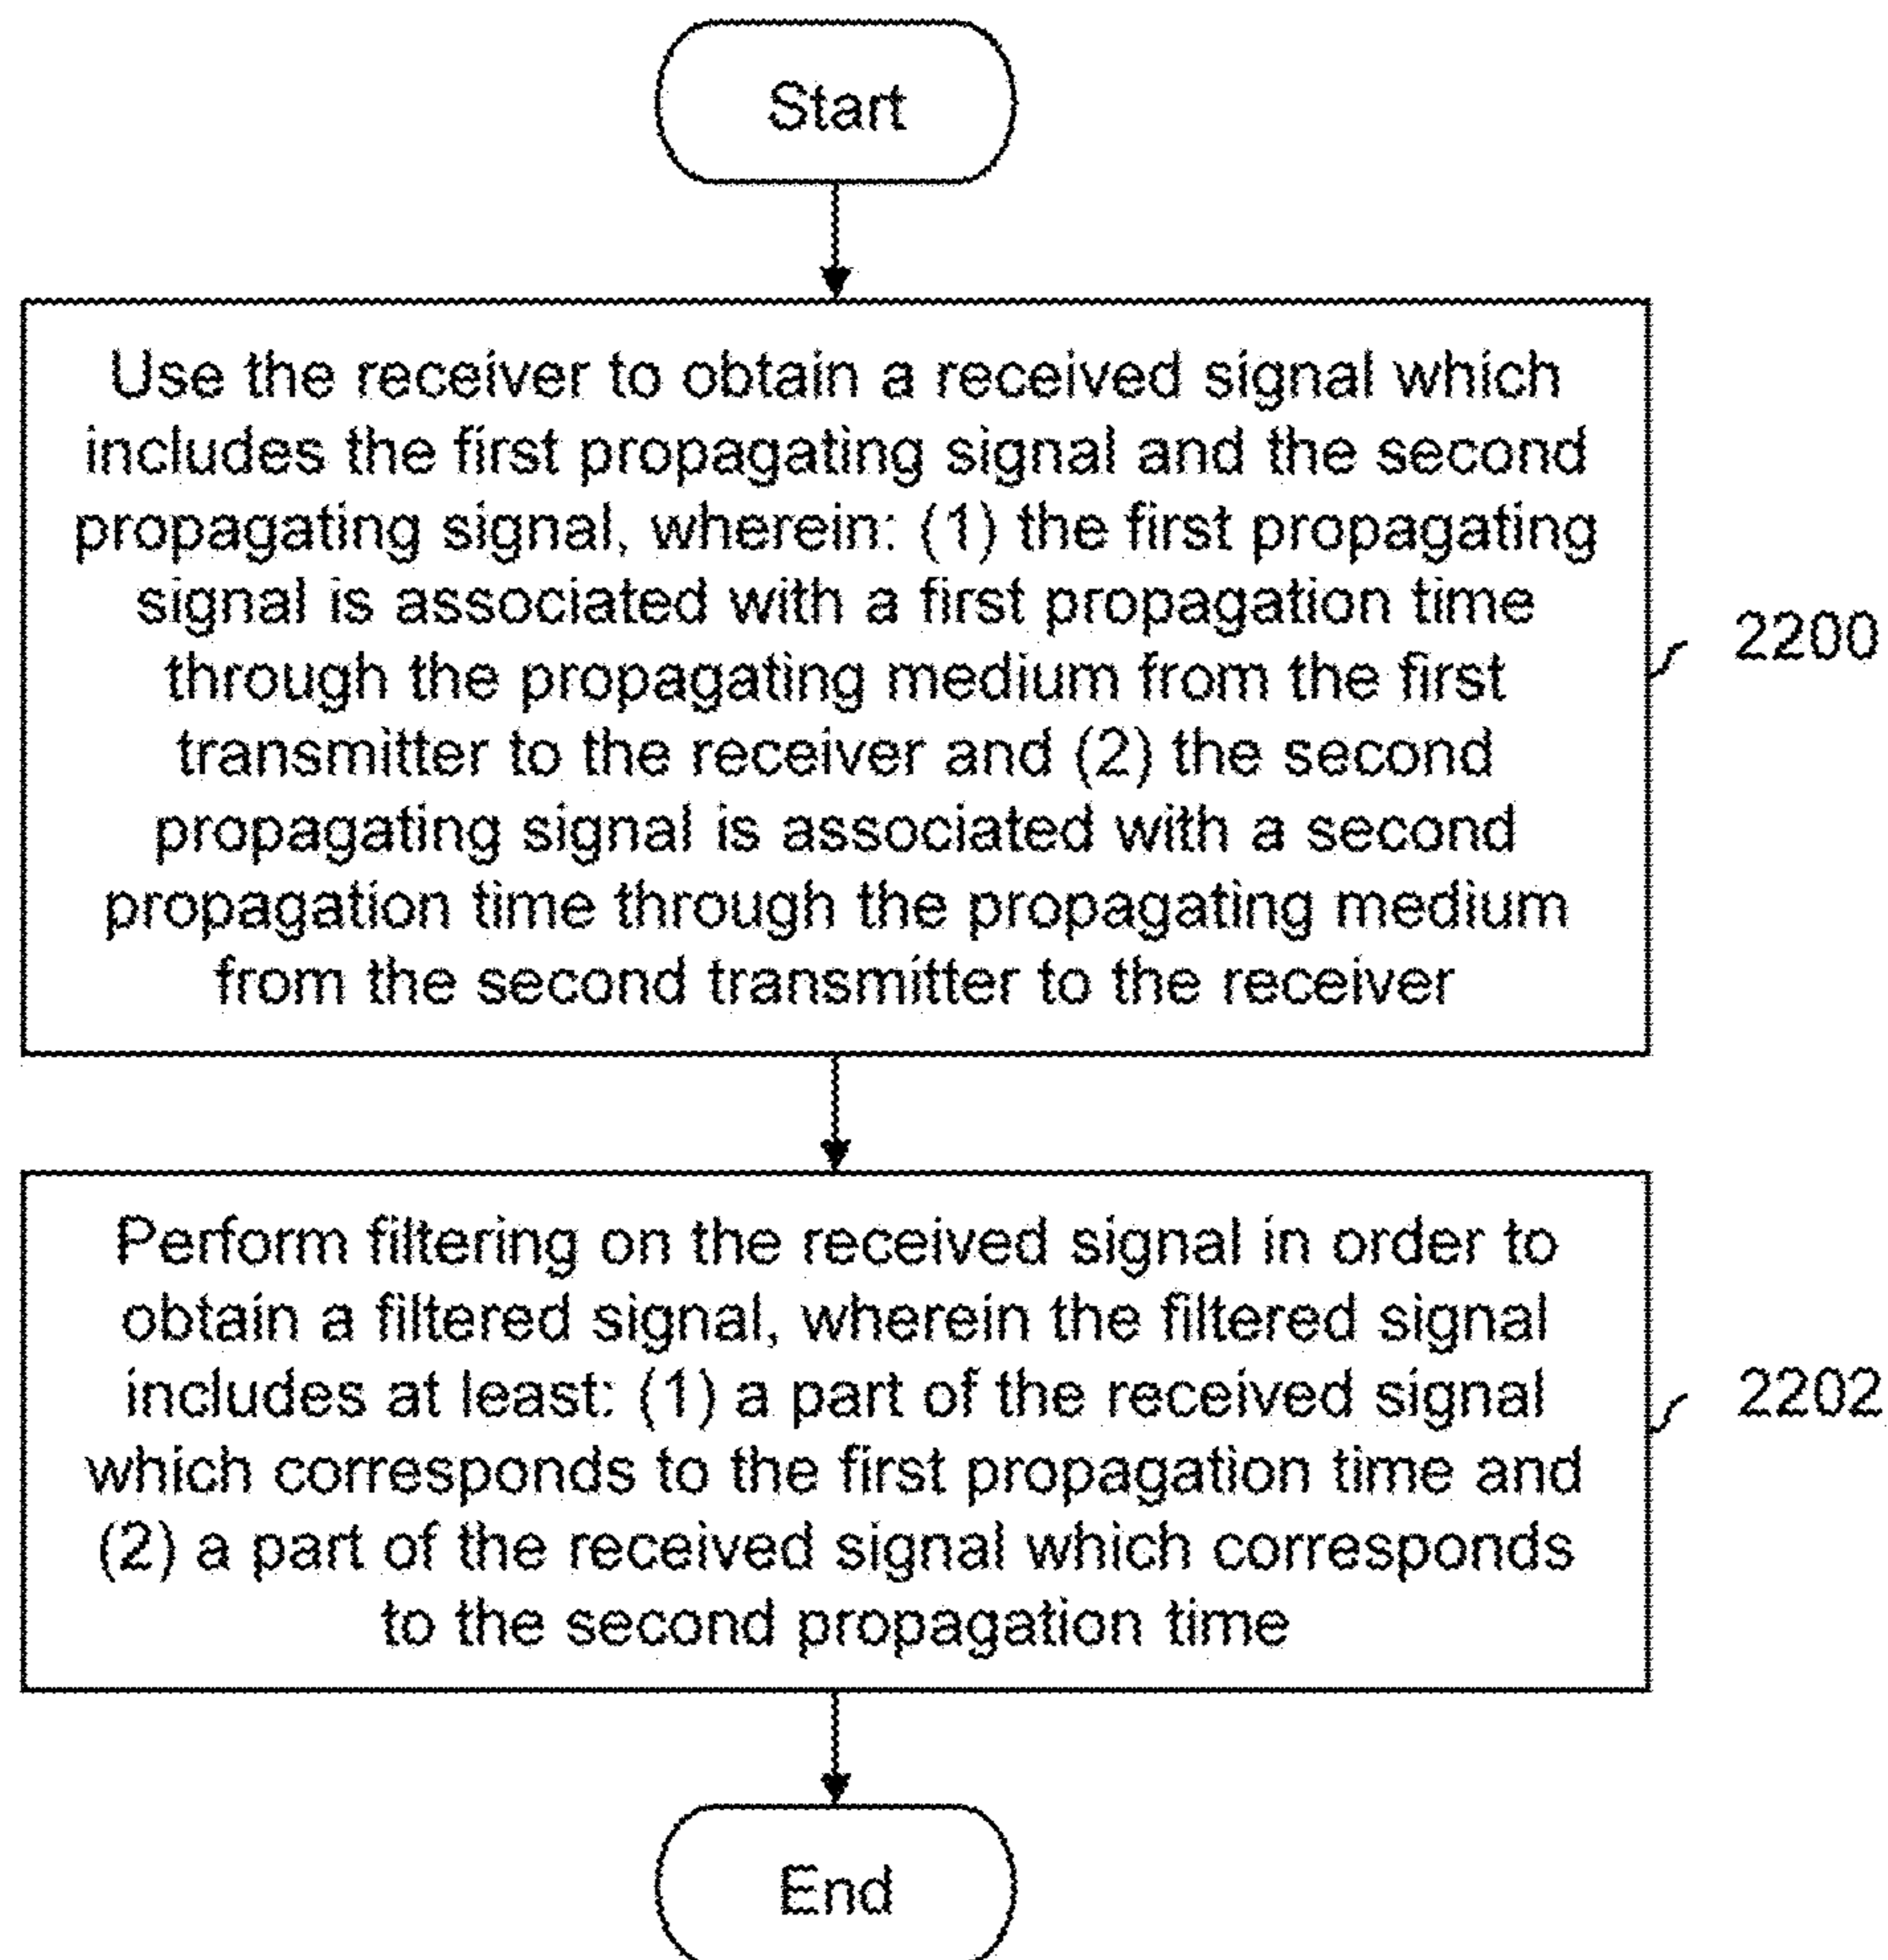 Start
Use the receiver to obtain a received signal which
includes the first propagating signal and the second
propagating signal, wherein: (1) the first propagating
signal is associated with a first propagation time
through the propagating medium from the first
transmitter to the receiver and (2) the second
propagating signal is associated with a second
propagation time through the propagating medium
from the second transmitter to the receiver
2200
Perform filtering on the received signal in order to
obtain a filtered signal, wherein the filtered signal
includes at least: (1) a part of the received signal
which corresponds to the first propagation time and
(2) a part of the received signal which corresponds
to the second propagation time
2202
End